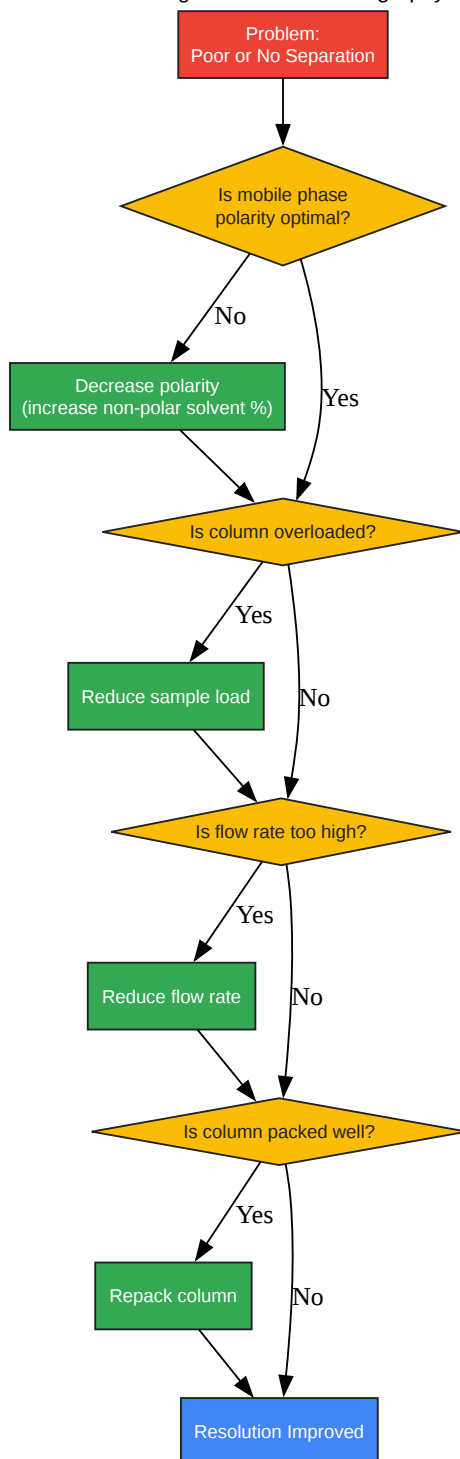 Problem:
Poor or No Separation
Is mobile phase
polarity optimal?
No
Yes
Decrease polarity
(increase non-polar solvent %)
Is column overloaded?
Yes
No
Reduce sample load
Is flow rate too high?
Yes
No
Reduce flow rate
Is column packed well?
Yes
No
Repack column
Resolution Improved